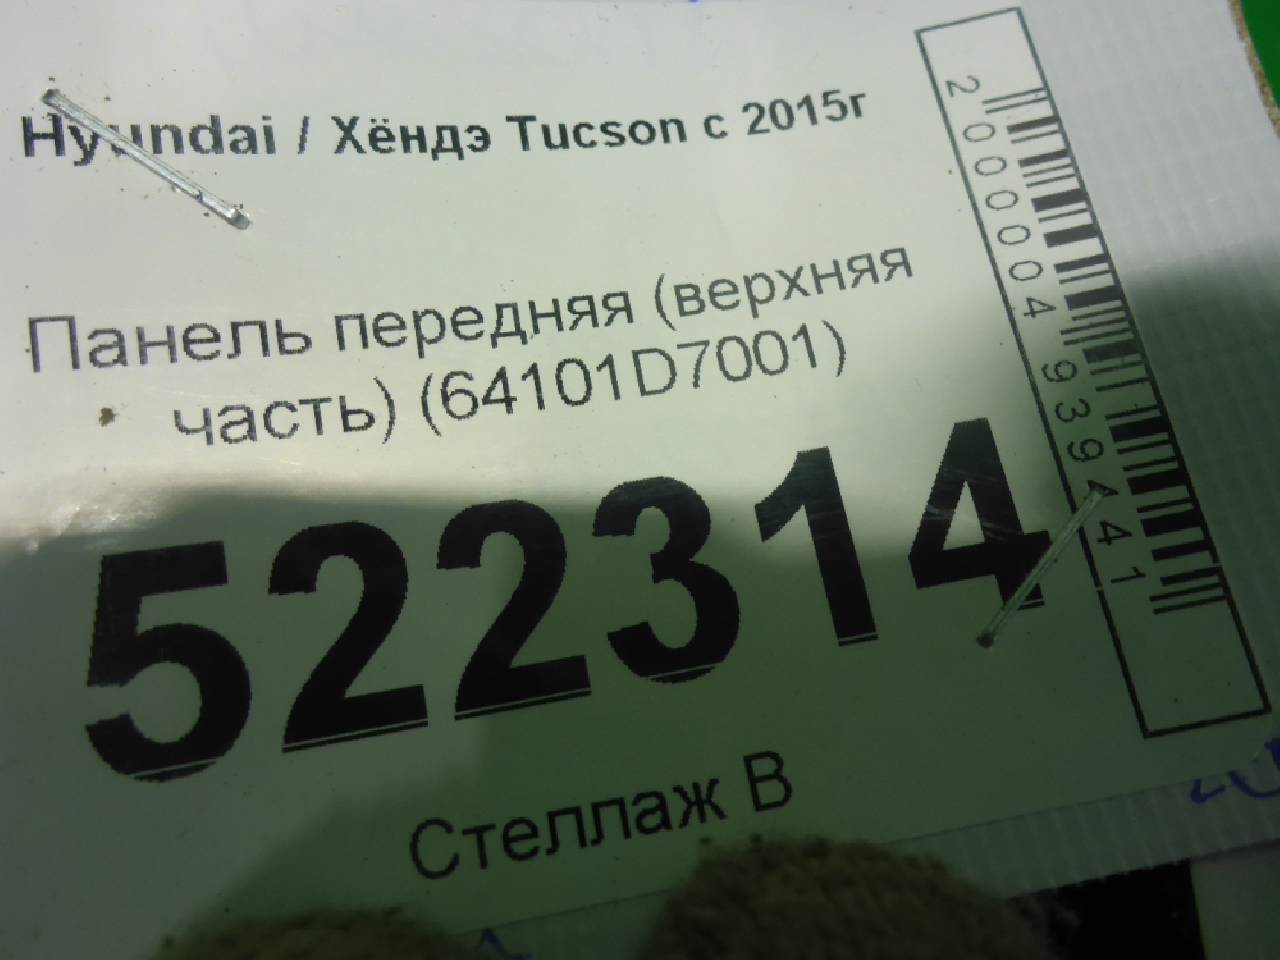 Hyundai / Хёндэ Tucson с 2015г
Панель передняя (верхняя
часть) (64101D7001)
522314
Стеллаж В
2000004939441